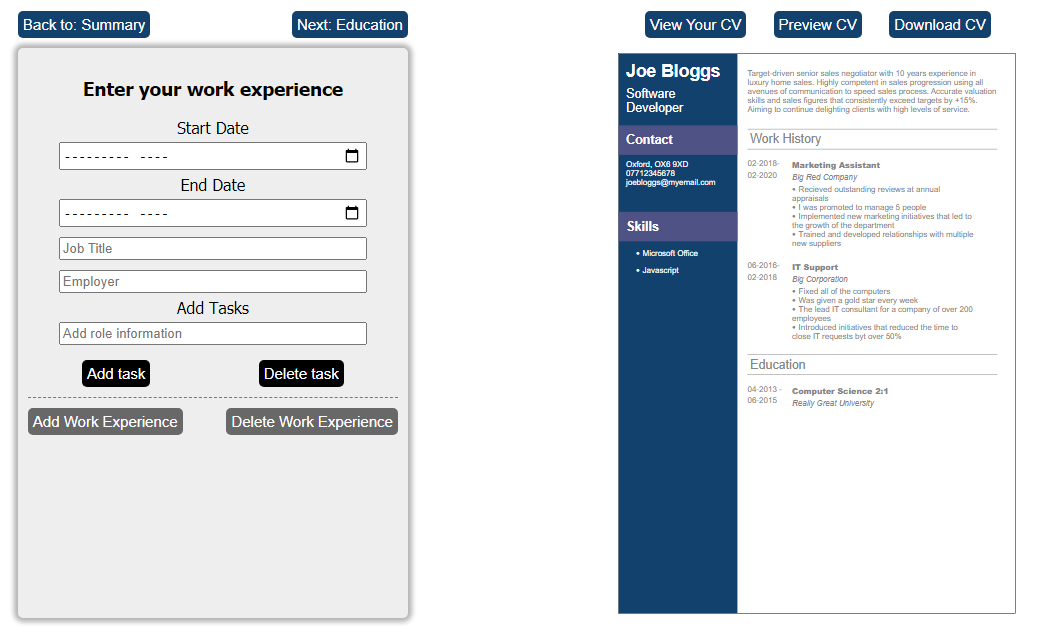 Back to: Summary
Next: Education
Enter your work experience
Start Date
--------- ----
End Date
--------- ----
Job Title
Employer
Add Tasks
Add role information
Add task
Delete task
Add Work Experience
Delete Work Experience
View Your CV
Preview CV
Download CV
Joe Bloggs
Software
Developer
Contact
Oxford, OX6 9XD
07712345678
joebloggs@myemail.com
Skills
• Microsoft Office
• Javascript
Target-driven senior sales negotiator with 10 years experience in
luxury home sales. Highly competent in sales progression using all
avenues of communication to speed sales process. Accurate valuation
skills and sales figures that consistently exceed targets by +15%.
Aiming to continue delighting clients with high levels of service.
Work History
02-2018-
02-2020
Marketing Assistant
Big Red Company
• Recieved outstanding reviews at annual
appraisals
• I was promoted to manage 5 people
• Implemented new marketing initiatives that led to
the growth of the department
• Trained and developed relationships with multiple
new suppliers
06-2016-
02-2018
IT Support
Big Corporation
• Fixed all of the computers
• Was given a gold star every week
• The lead IT consultant for a company of over 200
employees
• Introduced initiatives that reduced the time to
close IT requests byt over 50%
Education
04-2013 -
06-2015
Computer Science 2:1
Really Great University